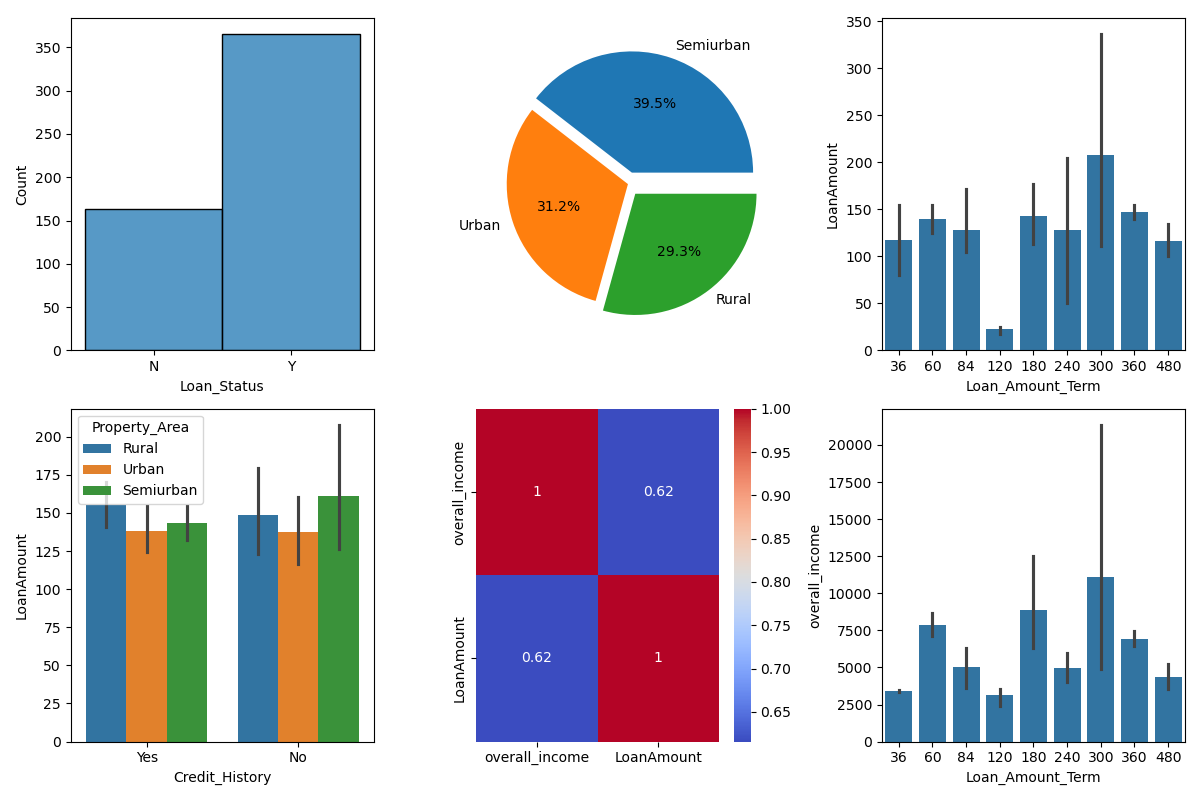 350
300
250
200
150
100
50
0
Count
N Y
Loan_Status
Semiurban
39.5%
31.2%
Urban
29.3%
Rural
350
300
250
200
150
100
50
0
LoanAmount
36 60 84 120 180 240 300 360 480
Loan_Amount_Term
200
175
150
125
100
75
50
25
0
LoanAmount
Property_Area
Rural
Urban
Semiurban
Yes No
Credit_History
overall_income
LoanAmount
1 0.62
0.62 1
overall_income LoanAmount
1.00
0.95
0.90
0.85
0.80
0.75
0.70
0.65
20000
17500
15000
12500
10000
7500
5000
2500
0
overall_income
36 60 84 120 180 240 300 360 480
Loan_Amount_Term